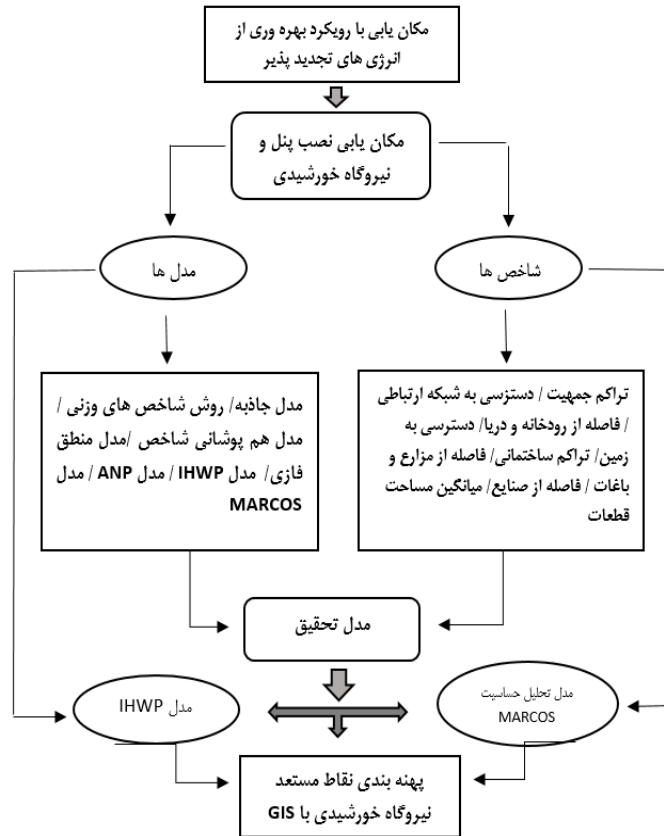 مکان یابی با رویکرد بهره وری از
انرژی های تجدید پذیر
مکان یابی نصب پنل و
نیروگاه خورشیدی
شاخص ها
مدل ها
تراکم جمهیت / دستزسی به شبکه ارتباطی
/ فاصله از رودخانه و دریا/ دسترسی به
زمین/ تراکم ساختمانی/ فاصله از مزارع و
باغات / فاصله از صنایع/ میانگین مساحت
قطعات
مدل جاذبه/ روش شاخص های وزنی /
مدل هم پوشانی شاخص /مدل منطق
فازی/ مدل IHWP / مدل ANP / مدل
MARCOS
مدل تحقیق
مدل تحلیل حساسیت
MARCOS
مدل IHWP
پهنه بندی نقاط مستعد
نیروگاه خورشیدی با GIS